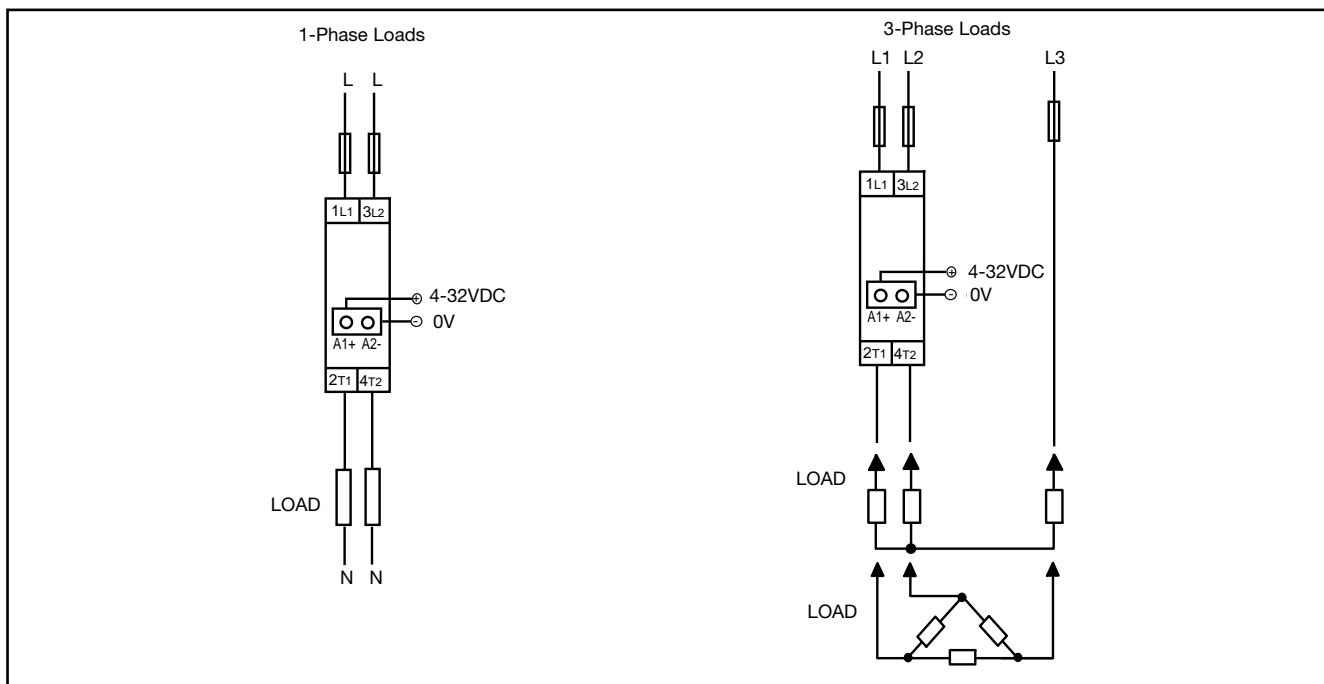 1-Phase Loads
L L
1L1 3L2
4-32VDC
0V
A1+ A2-
2T1 4T2
LOAD
N N
3-Phase Loads
L1 L2 L3
1L1 3L2
4-32VDC
0V
A1+ A2-
2T1 4T2
LOAD
LOAD